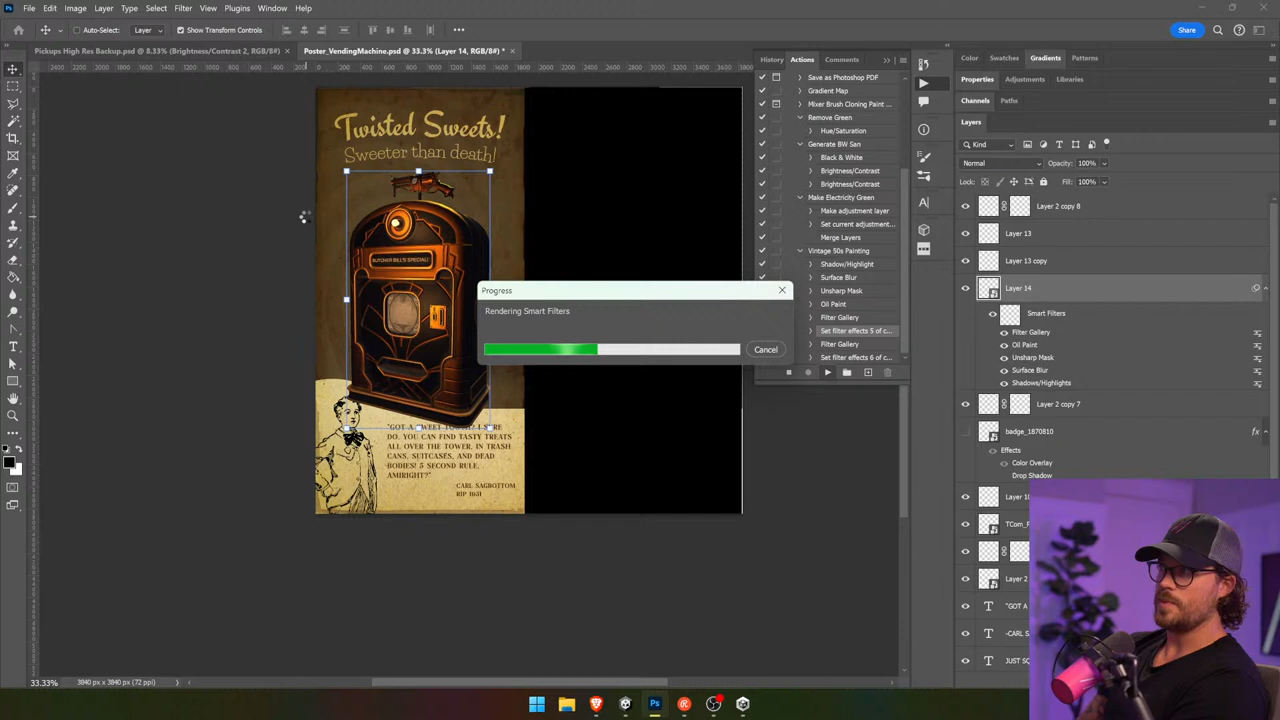 Ps File Edit Image Layer Type Select Filter View Plugins Window Help
Auto-Select: Layer Show Transform Controls Share
Pickups High Res Backup.psd @ 8.33% (Brightness/Contrast 2, RGB/8#) × Poster_VendingMachine.psd @ 33.3% (Layer 14, RGB/8#) * ×
History Actions Comments
Color Swatches Gradients Patterns
Properties Adjustments Libraries
Channels Paths
Layers
Kind
Normal Opacity: 100%
Lock: Fill: 100%
Save as Photoshop PDF
Gradient Map
Mixer Brush Cloning Paint ...
Remove Green
Hue/Saturation
Generate BW San
Black & White
Brightness/Contrast
Brightness/Contrast
Make Electricity Green
Make adjustment layer
Set current adjustment...
Merge Layers
Vintage 50s Painting
Shadow/Highlight
Surface Blur
Unsharp Mask
Oil Paint
Filter Gallery
Set filter effects 5 of c...
Filter Gallery
Set filter effects 6 of c...
Layer 2 copy 8
Layer 13
Layer 13 copy
Layer 14
Smart Filters
Filter Gallery
Oil Paint
Unsharp Mask
Surface Blur
Shadows/Highlights
Layer 2 copy 7
badge_1870810 fx
Effects
Color Overlay
Drop Shadow
Layer 10
TCom_F
Layer 2
T "GOT A
T -CARL S
T JUST SQ
Twisted Sweets!
Sweeter than death!
BUTCHER BILL'S SPECIAL!
Progress
Rendering Smart Filters
Cancel
"GOT A SWEET TOOTH? I SURE
DO. YOU CAN FIND TASTY TREATS
ALL OVER THE TOWER, IN TRASH
CANS, SUITCASES, AND DEAD
BODIES! 5 SECOND RULE,
AMIRIGHT?"
-CARL SAGBOTTOM
33.33% 3840 px x 3840 px (72 ppi)